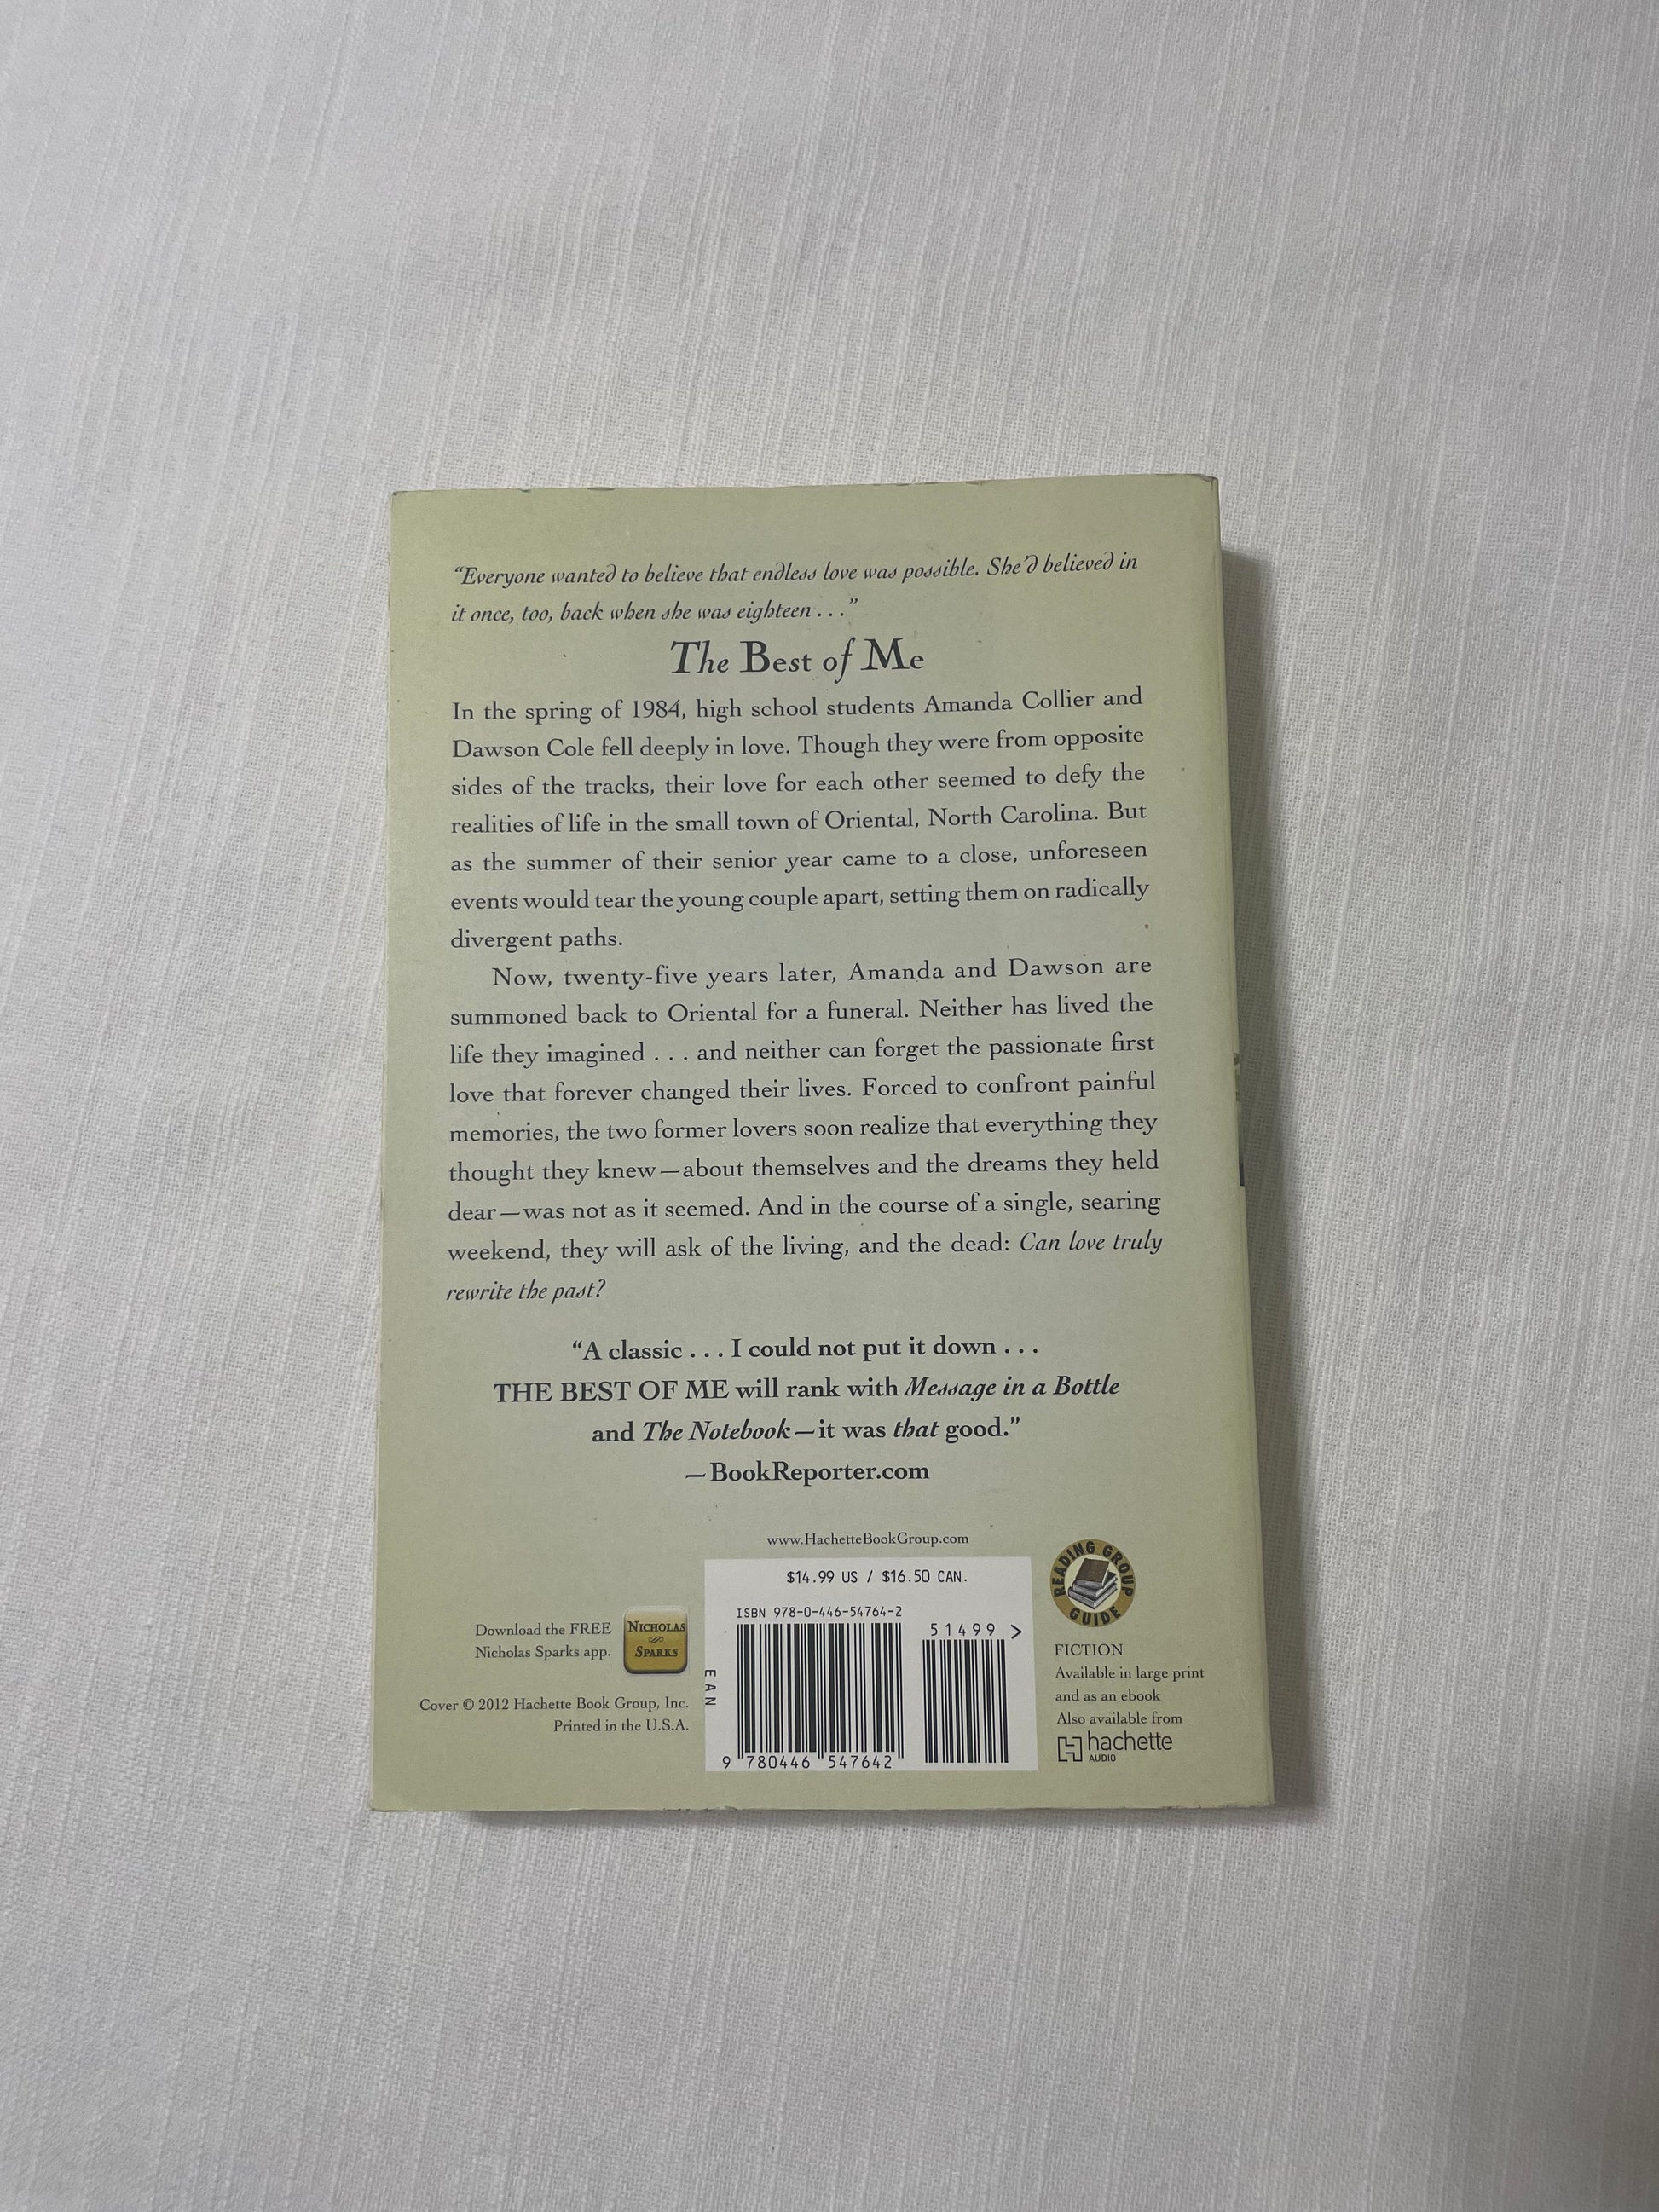 “Everyone wanted to believe that endless love was possible. She’d believed in
it once, too, back when she was eighteen . . .”
The Best of Me
In the spring of 1984, high school students Amanda Collier and
Dawson Cole fell deeply in love. Though they were from opposite
sides of the tracks, their love for each other seemed to defy the
realities of life in the small town of Oriental, North Carolina. But
as the summer of their senior year came to a close, unforeseen
events would tear the young couple apart, setting them on radically
divergent paths.
Now, twenty-five years later, Amanda and Dawson are
summoned back to Oriental for a funeral. Neither has lived the
life they imagined . . . and neither can forget the passionate first
love that forever changed their lives. Forced to confront painful
memories, the two former lovers soon realize that everything they
thought they knew—about themselves and the dreams they held
dear—was not as it seemed. And in the course of a single, searing
weekend, they will ask of the living, and the dead: Can love truly
rewrite the past?
“A classic . . . I could not put it down . . .
THE BEST OF ME will rank with Message in a Bottle
and The Notebook—it was that good.”
—BookReporter.com
www.HachetteBookGroup.com
$14.99 US / $16.50 CAN.
ISBN 978-0-446-54764-2
51499 >
EAN
9 780446 547642
Download the FREE
Nicholas Sparks app.
NICHOLAS
SPARKS
Cover © 2012 Hachette Book Group, Inc.
Printed in the U.S.A.
READING GROUP
GUIDE
FICTION
Available in large print
and as an ebook
Also available from
hachette
AUDIO